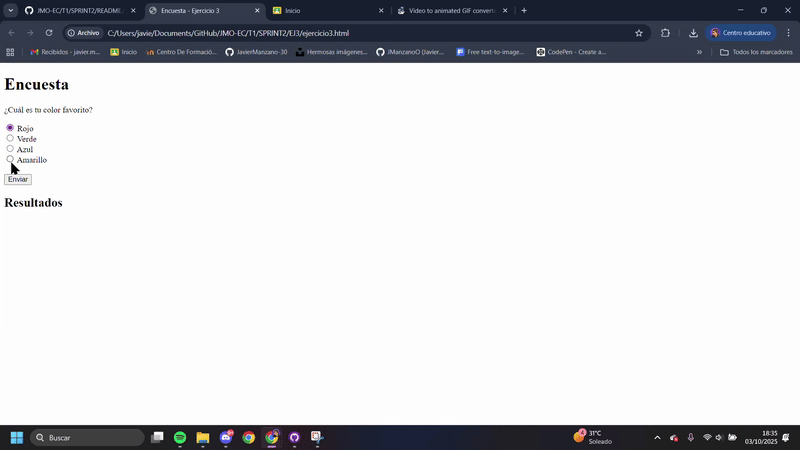 JMO-EC/T1/SPRINT2/README.
Encuesta - Ejercicio 3
Inicio
Video to animated GIF convert
Archivo
C:/Users/javie/Documents/GitHub/JMO-EC/T1/SPRINT2/EJ3/ejercicio3.html
Centro educativo
Recibidos - javier.m...
Inicio
Centro De Formació...
JavierManzano-30
Hermosas imágenes...
JManzanoO (Javier...
Free text-to-image...
CodePen - Create a...
»
Todos los marcadores
Encuesta
¿Cuál es tu color favorito?
Rojo
Verde
Azul
Amarillo
Enviar
Resultados
Buscar
31°C
Soleado
18:35
03/10/2025